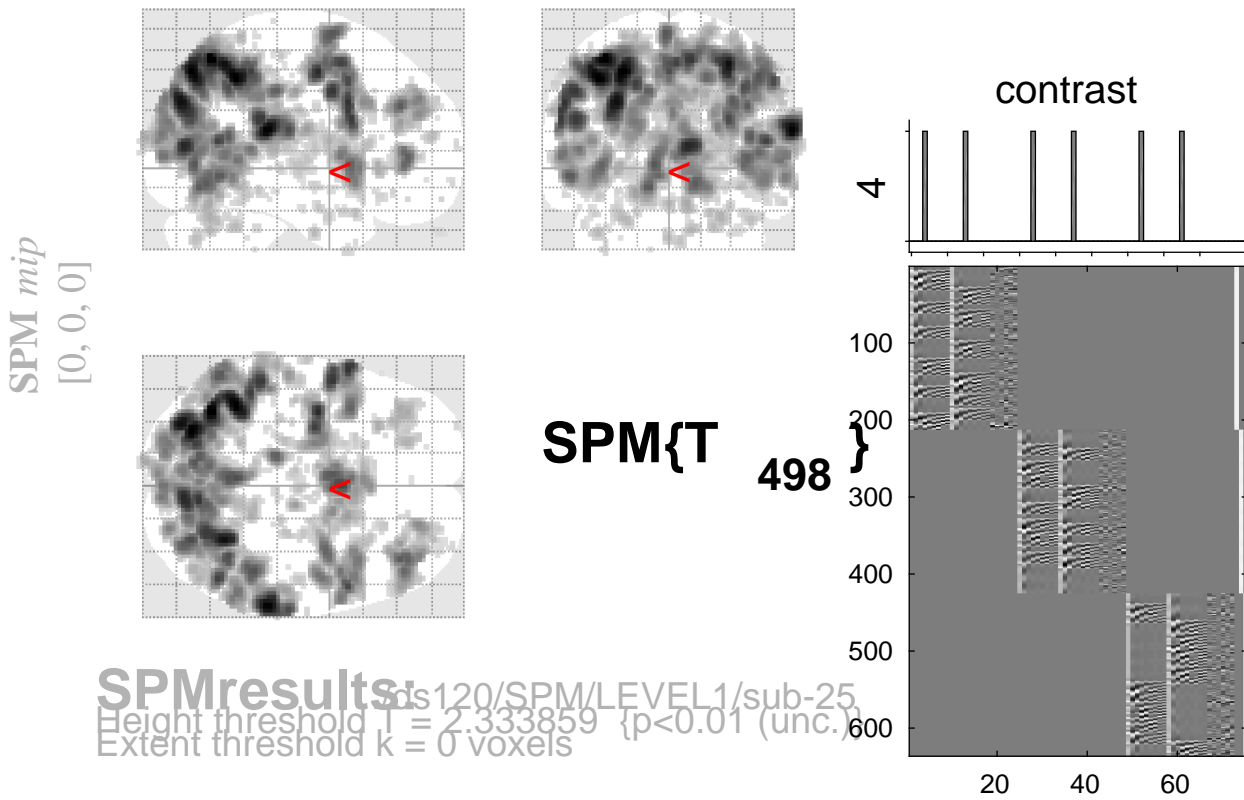 SPM mip
[0, 0, 0]
<
<
<
SPM{T 498 }
contrast
4
100
200
300
400
500
600
20
40
60
SPMresults: /ds120/SPM/LEVEL1/sub-25
Height threshold T = 2.333859 {p<0.01 (unc.)}
Extent threshold k = 0 voxels